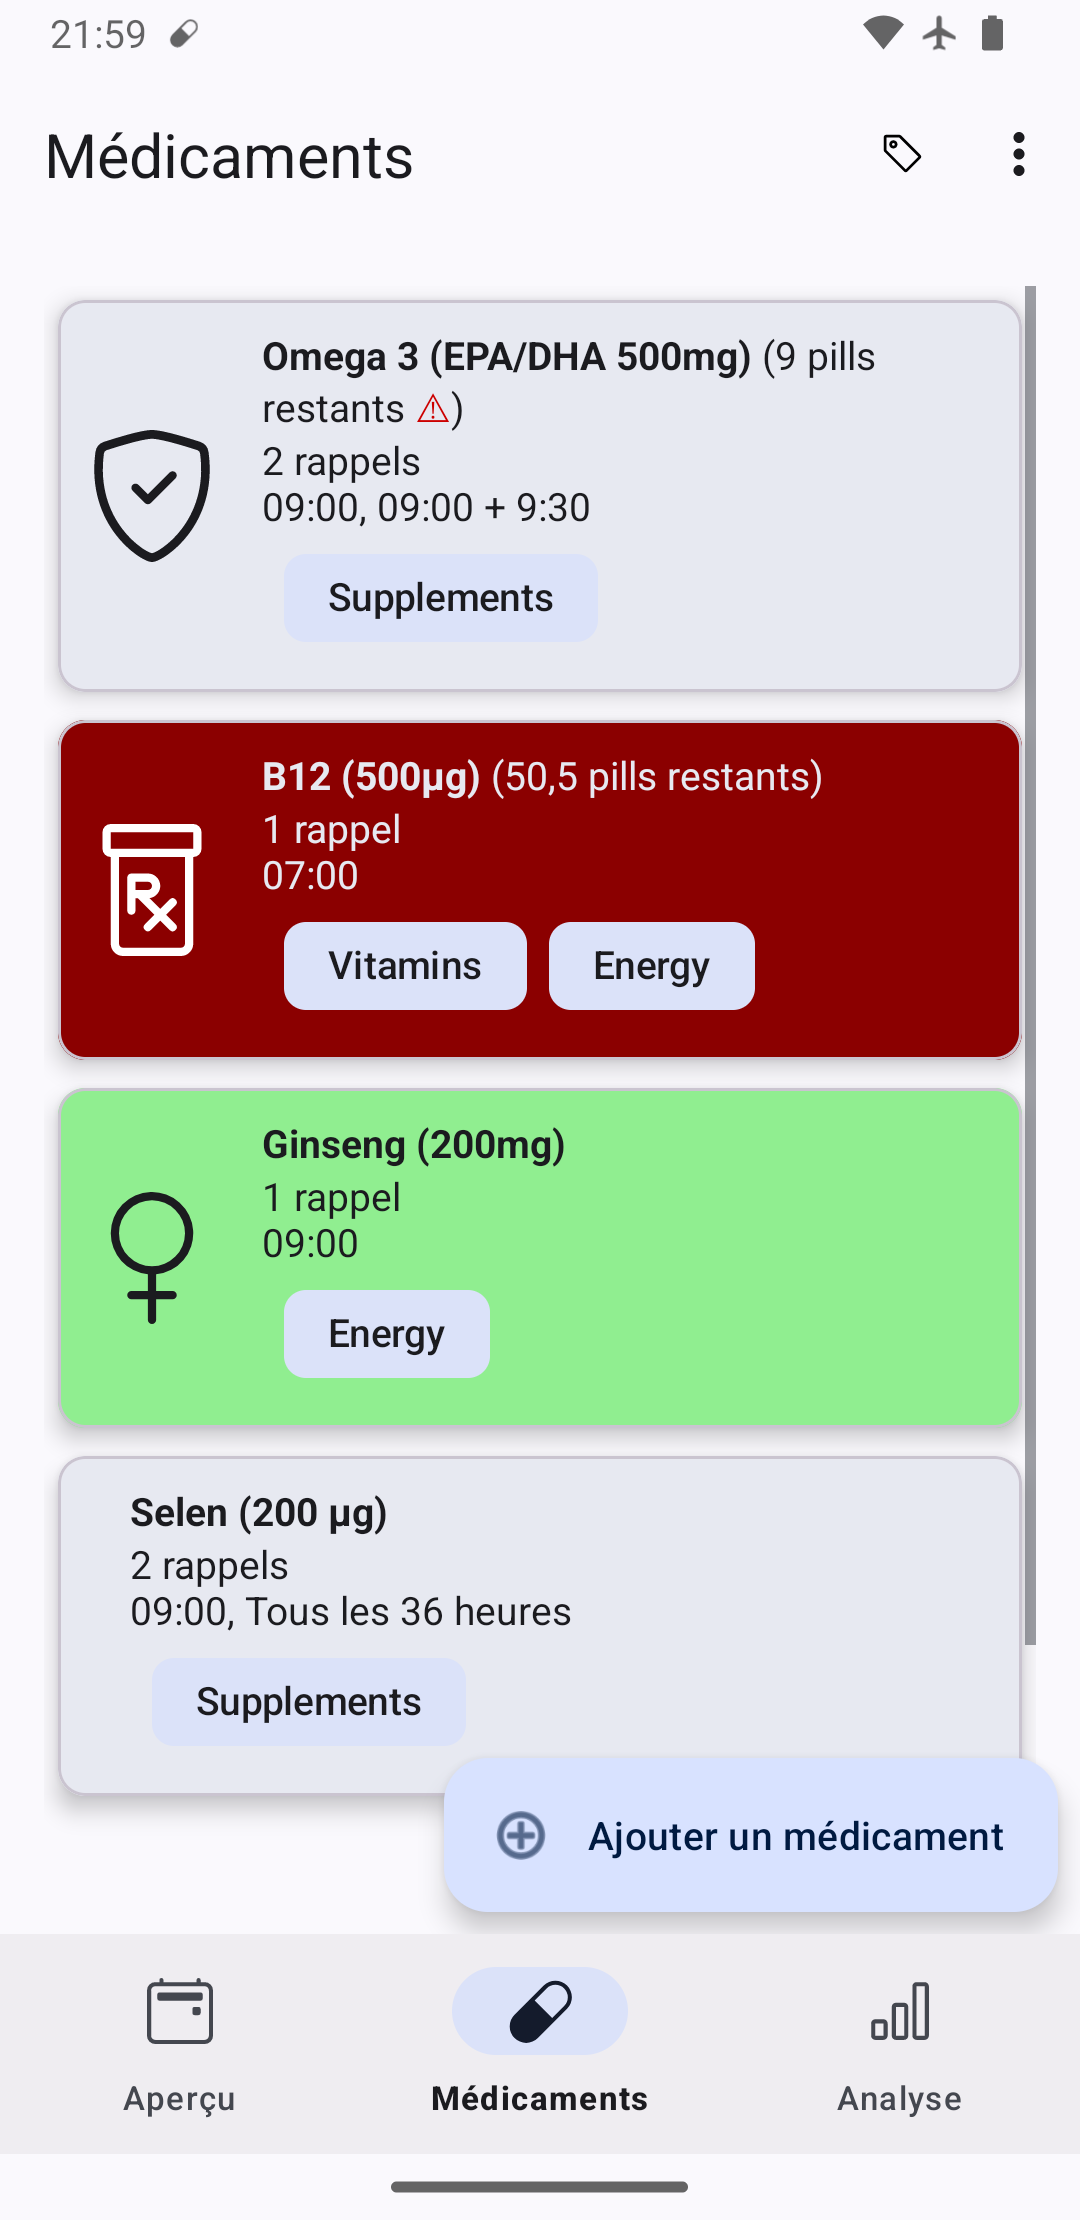 21:59
Médicaments
Omega 3 (EPA/DHA 500mg) (9 pills
restants ⚠)
2 rappels
09:00, 09:00 + 9:30
Supplements
B12 (500µg) (50,5 pills restants)
1 rappel
07:00
Vitamins Energy
Ginseng (200mg)
1 rappel
09:00
Energy
Selen (200 µg)
2 rappels
09:00, Tous les 36 heures
Supplements
Ajouter un médicament
Aperçu Médicaments Analyse